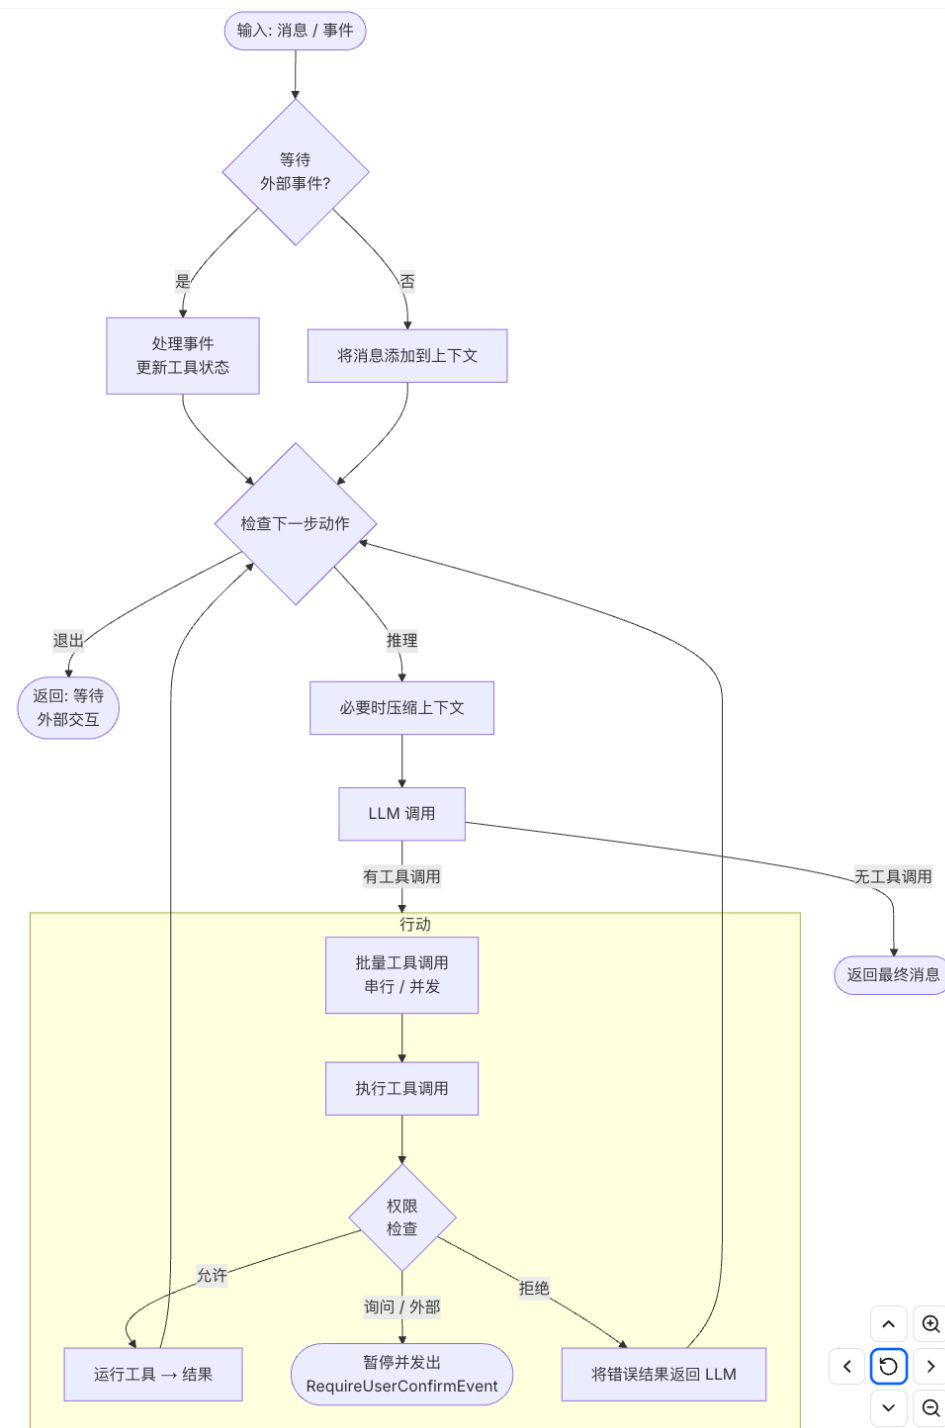 输入: 消息 / 事件
等待
外部事件?
是
否
处理事件
更新工具状态
将消息添加到上下文
检查下一步动作
退出
推理
返回: 等待
外部交互
必要时压缩上下文
LLM 调用
有工具调用
无工具调用
行动
批量工具调用
串行 / 并发
返回最终消息
执行工具调用
权限
检查
允许
询问 / 外部
拒绝
运行工具 → 结果
暂停并发出
RequireUserConfirmEvent
将错误结果返回 LLM